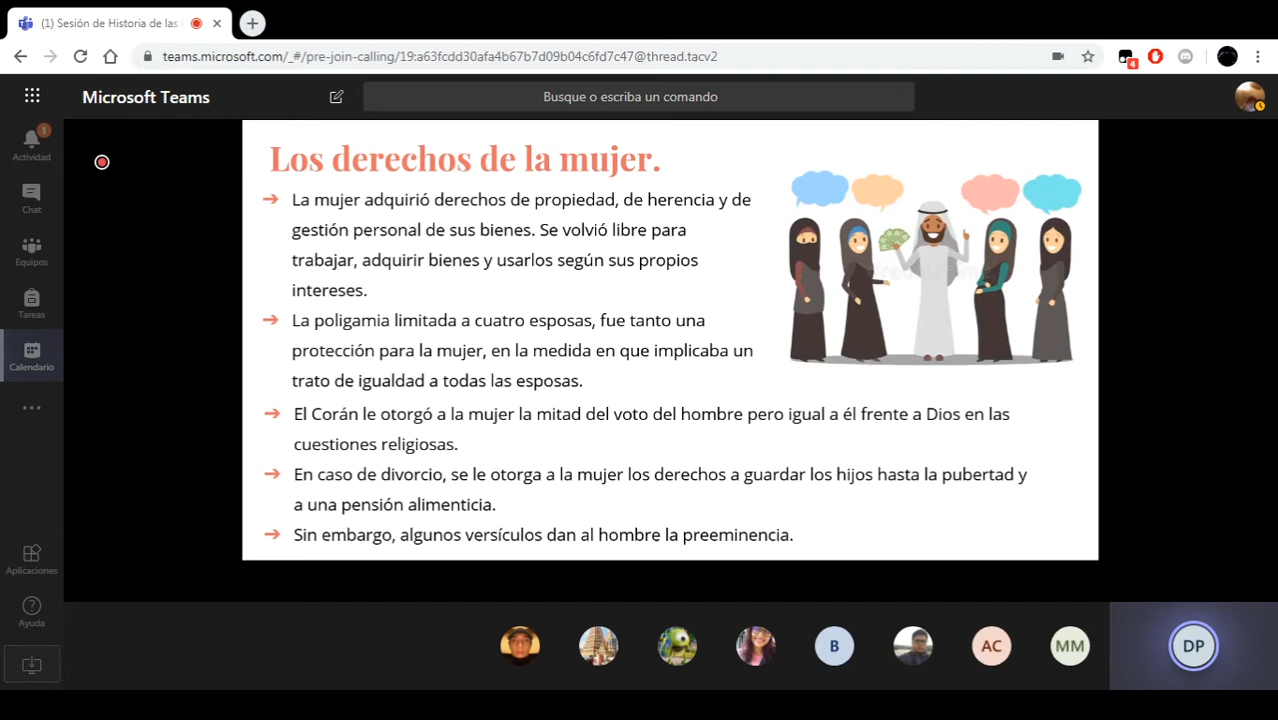 (1) Sesión de Historia de las
teams.microsoft.com/_#/pre-join-calling/19:a63fcdd30afa4b67b7d09b04c6fd7c47@thread.tacv2
4
Microsoft Teams
Busque o escriba un comando
1
Actividad
Chat
Equipos
Tareas
Calendario
Aplicaciones
Ayuda
Los derechos de la mujer.
La mujer adquirió derechos de propiedad, de herencia y de
gestión personal de sus bienes. Se volvió libre para
trabajar, adquirir bienes y usarlos según sus propios
intereses.
La poligamia limitada a cuatro esposas, fue tanto una
protección para la mujer, en la medida en que implicaba un
trato de igualdad a todas las esposas.
El Corán le otorgó a la mujer la mitad del voto del hombre pero igual a él frente a Dios en las
cuestiones religiosas.
En caso de divorcio, se le otorga a la mujer los derechos a guardar los hijos hasta la pubertad y
a una pensión alimenticia.
Sin embargo, algunos versículos dan al hombre la preeminencia.
B
AC
MM
DP